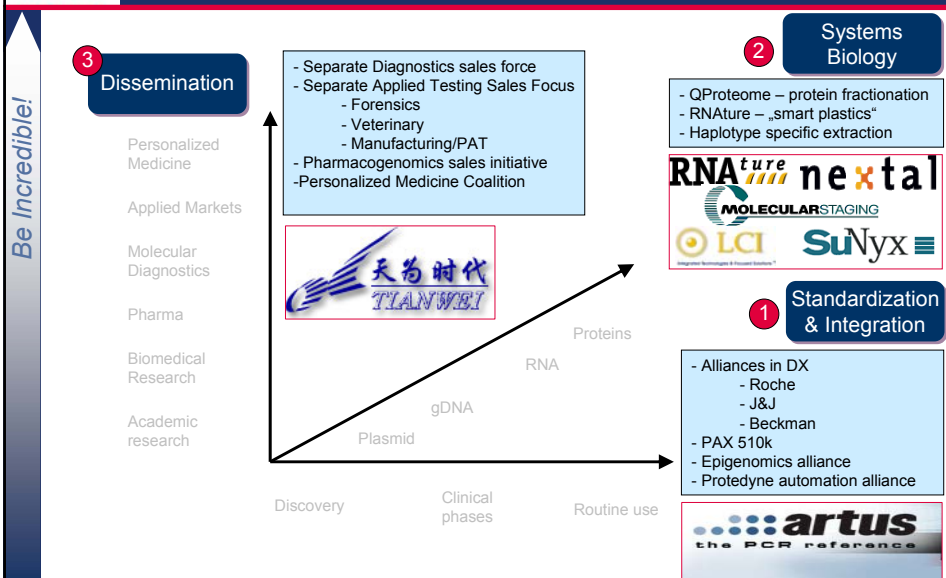 Be Incredible!
3
Dissemination
Personalized
Medicine
Applied Markets
Molecular
Diagnostics
Pharma
Biomedical
Research
Academic
research
- Separate Diagnostics sales force
- Separate Applied Testing Sales Focus
- Forensics
- Veterinary
- Manufacturing/PAT
- Pharmacogenomics sales initiative
-Personalized Medicine Coalition
天为时代
TIANWEI
2
Systems
Biology
- QProteome – protein fractionation
- RNAture – „smart plastics“
- Haplotype specific extraction
RNAture
nextal
MOLECULARSTAGING
LCI
Integrated Technologies & Focused Solutions™
SuNyx
1
Standardization
& Integration
- Alliances in DX
- Roche
- J&J
- Beckman
- PAX 510k
- Epigenomics alliance
- Protedyne automation alliance
artus
the PCR reference
Proteins
RNA
gDNA
Plasmid
Discovery
Clinical
phases
Routine use